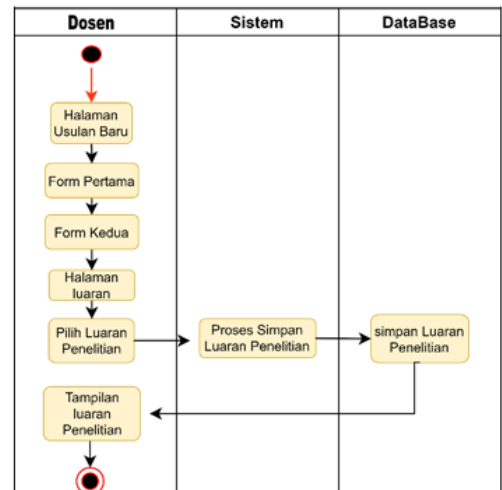 Dosen
Sistem
DataBase
Halaman
Usulan Baru
Form Pertama
Form Kedua
Halaman
luaran
Pilih Luaran
Penelitian
Proses Simpan
Luaran Penelitian
simpan Luaran
Penelitian
Tampilan
luaran
Penelitian